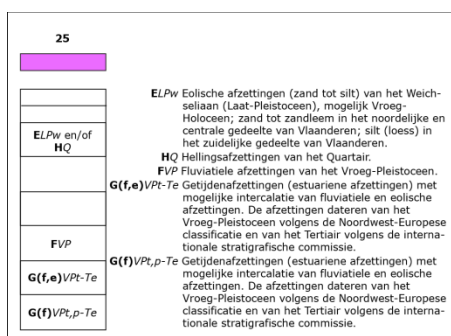 25
ELPw Eolische afzettingen (zand tot silt) van het Weich-
seliaan (Laat-Pleistoceen), mogelijk Vroeg-
Holoceen; zand tot zandleem in het noordelijke en
centrale gedeelte van Vlaanderen; silt (loess) in
het zuidelijke gedeelte van Vlaanderen.
HQ Hellingsafzettingen van het Quartair.
FVP Fluviatiele afzettingen van het Vroeg-Pleistoceen.
G(f,e)VPt-Te Getijdenafzettingen (estuariene afzettingen) met
mogelijke intercalatie van fluviatiele en eolische
afzettingen. De afzettingen dateren van het
Vroeg-Pleistoceen volgens de Noordwest-Europese
classificatie en van het Tertiair volgens de interna-
tionale stratigrafische commissie.
G(f)VPt,p-Te Getijdenafzettingen (estuariene afzettingen) met
mogelijke intercalatie van fluviatiele en eolische
afzettingen. De afzettingen dateren van het
Vroeg-Pleistoceen volgens de Noordwest-Europese
classificatie en van het Tertiair volgens de
internationale stratigrafische commissie.
ELPw en/of
HQ
FVP
G(f,e)VPt-Te
G(f)VPt,p-Te